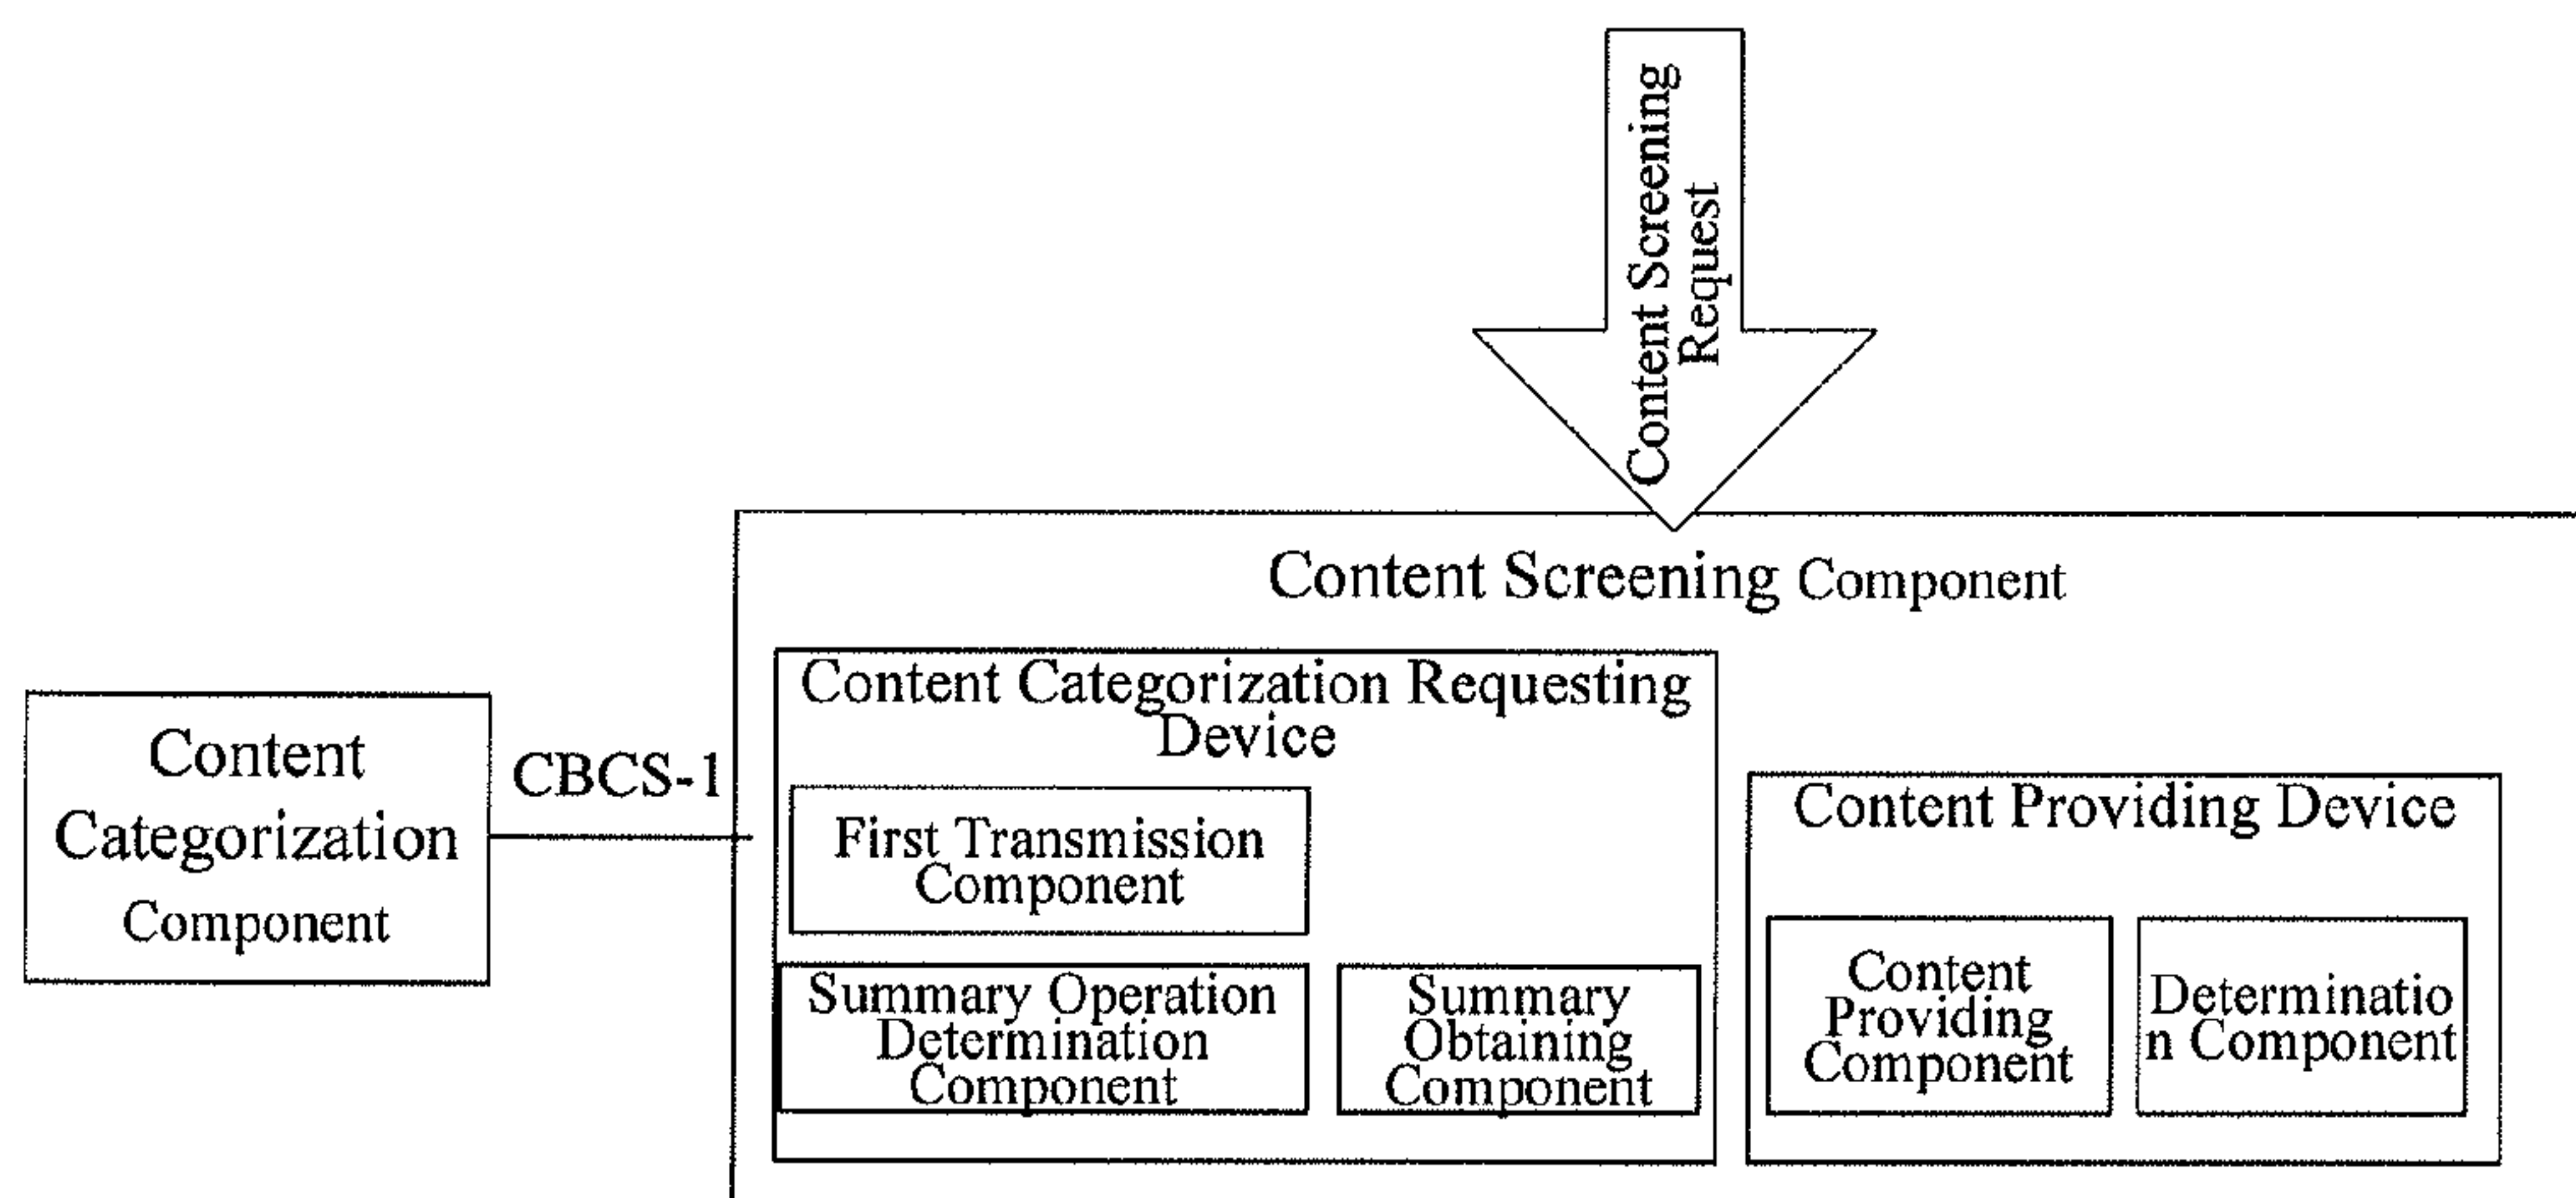 Content Screening
Request
Content Screening Component
Content Categorization Requesting
Device
Content
Categorization
Component
CBCS-1
First Transmission
Component
Summary Operation
Determination
Component
Summary
Obtaining
Component
Content Providing Device
Content
Providing
Component
Determinatio
n Component